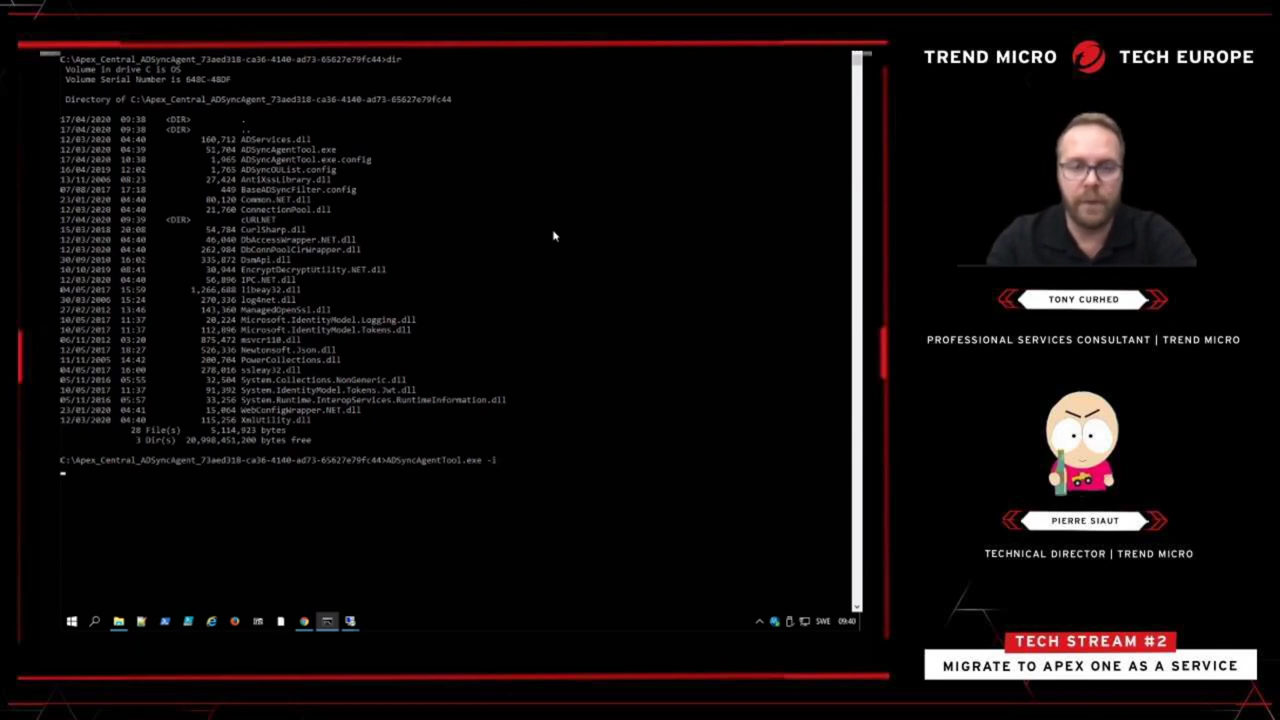 C:\Apex_Central_ADSyncAgent_73aed318-ca36-4140-ad73-65627e79fc44>dir
Volume in drive C is OS
Volume Serial Number is 648C-48DF
Directory of C:\Apex_Central_ADSyncAgent_73aed318-ca36-4140-ad73-65627e79fc44
17/04/2020 09:38 <DIR> .
17/04/2020 09:38 <DIR> ..
12/03/2020 04:40 160,712 ADServices.dll
12/03/2020 04:39 51,704 ADSyncAgentTool.exe
17/04/2020 10:38 1,965 ADSyncAgentTool.exe.config
16/04/2019 12:02 1,765 ADSyncOUList.config
13/11/2006 08:23 27,424 AntiXssLibrary.dll
07/08/2017 17:18 449 BaseADSyncFilter.config
23/01/2020 04:40 80,120 Common.NET.dll
12/03/2020 04:40 21,760 ConnectionPool.dll
17/04/2020 09:39 <DIR> cURLNET
15/03/2018 20:08 54,784 CurlSharp.dll
12/03/2020 04:40 46,040 DbAccessWrapper.NET.dll
12/03/2020 04:40 262,984 DbConnPoolClrWrapper.dll
30/09/2010 16:02 335,872 DsmApi.dll
10/10/2019 08:41 30,944 EncryptDecryptUtility.NET.dll
12/03/2020 04:40 56,896 IPC.NET.dll
04/05/2017 15:59 1,266,688 libeay32.dll
30/03/2006 15:24 270,336 log4net.dll
27/02/2012 13:46 143,360 ManagedOpenSsl.dll
10/05/2017 11:37 20,224 Microsoft.IdentityModel.Logging.dll
10/05/2017 11:37 112,896 Microsoft.IdentityModel.Tokens.dll
06/11/2012 03:20 875,472 msvcr110.dll
12/05/2017 18:27 526,336 Newtonsoft.Json.dll
11/11/2005 14:42 200,704 PowerCollections.dll
04/05/2017 16:00 278,016 ssleay32.dll
05/11/2016 05:55 32,504 System.Collections.NonGeneric.dll
10/05/2017 11:37 91,392 System.IdentityModel.Tokens.Jwt.dll
05/11/2016 05:57 33,256 System.Runtime.InteropServices.RuntimeInformation.dll
23/01/2020 04:41 15,064 WebConfigWrapper.NET.dll
12/03/2020 04:40 115,256 XmlUtility.dll
28 File(s) 5,114,923 bytes
3 Dir(s) 20,998,451,200 bytes free
C:\Apex_Central_ADSyncAgent_73aed318-ca36-4140-ad73-65627e79fc44>ADSyncAgentTool.exe -i
SWE 09:40
TREND MICRO TECH EUROPE
TONY CURHED
PROFESSIONAL SERVICES CONSULTANT | TREND MICRO
PIERRE SIAUT
TECHNICAL DIRECTOR | TREND MICRO
TECH STREAM #2
MIGRATE TO APEX ONE AS A SERVICE